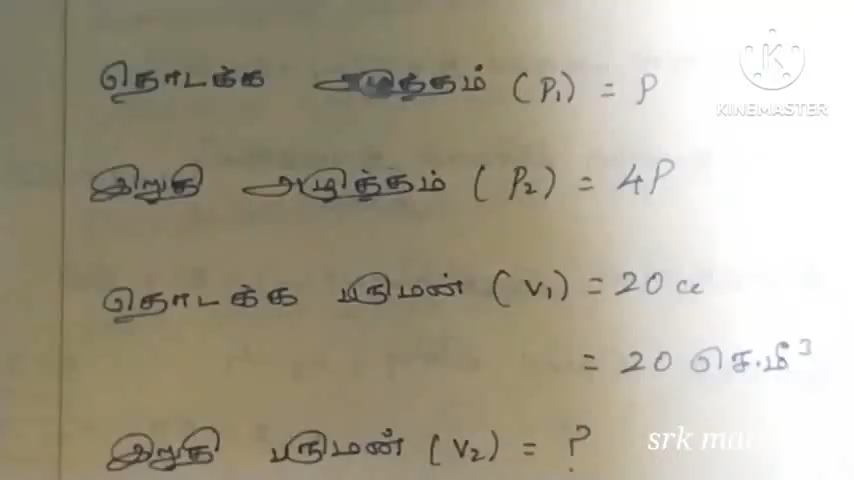 தொடக்க அழுத்தம் (P₁) = P
KINEMASTER
இறுதி அழுத்தம் (P₂) = 4P
தொடக்க பருமன் (V₁) = 20 cc
= 20 செ.மீ³
இறுதி பருமன் (V₂) = ?
srk